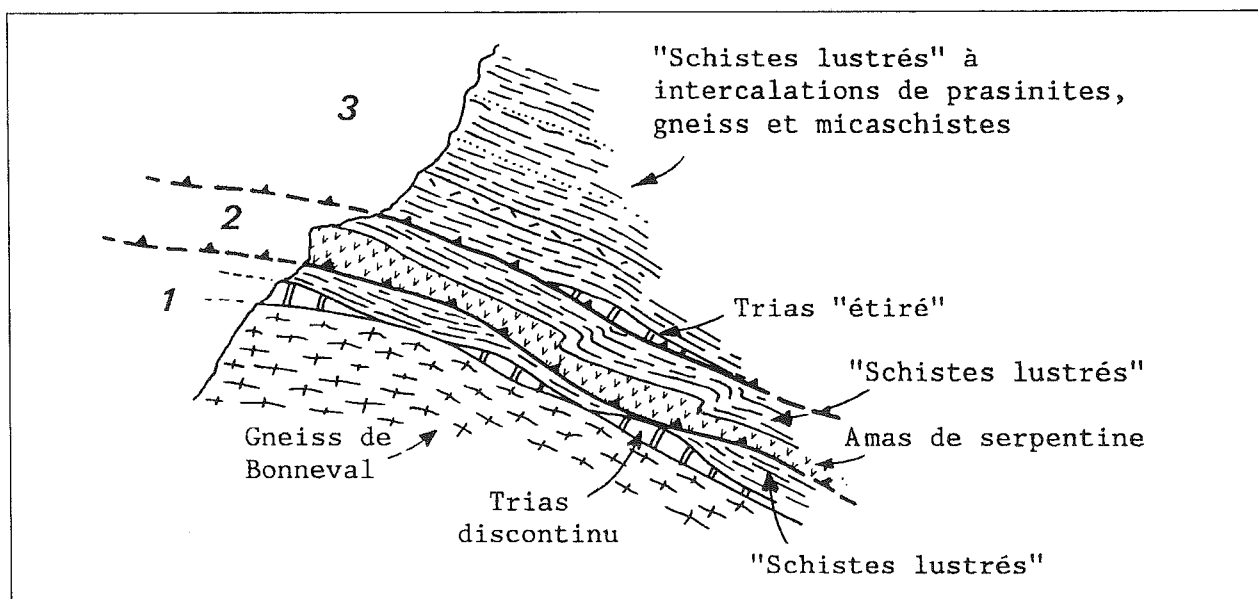 "Schistes lustrés" à
intercalations de prasinites,
gneiss et micaschistes
3
2
1
Trias "étiré"
"Schistes lustrés"
Amas de serpentine
Gneiss de
Bonneval
Trias
discontinu
"Schistes lustrés"